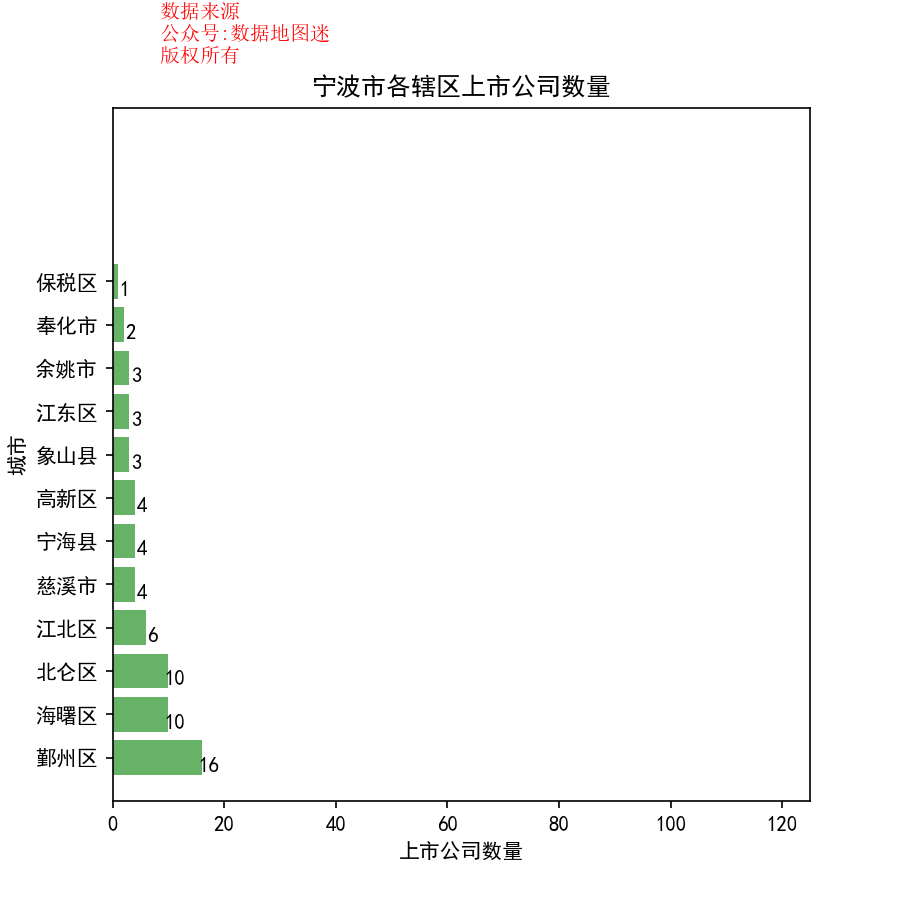 数据来源
公众号:数据地图迷
版权所有
宁波市各辖区上市公司数量
保税区 1
奉化市 2
余姚市 3
江东区 3
象山县 3
高新区 4
宁海县 4
慈溪市 4
江北区 6
北仑区 10
海曙区 10
鄞州区 16
城市
0 20 40 60 80 100 120
上市公司数量